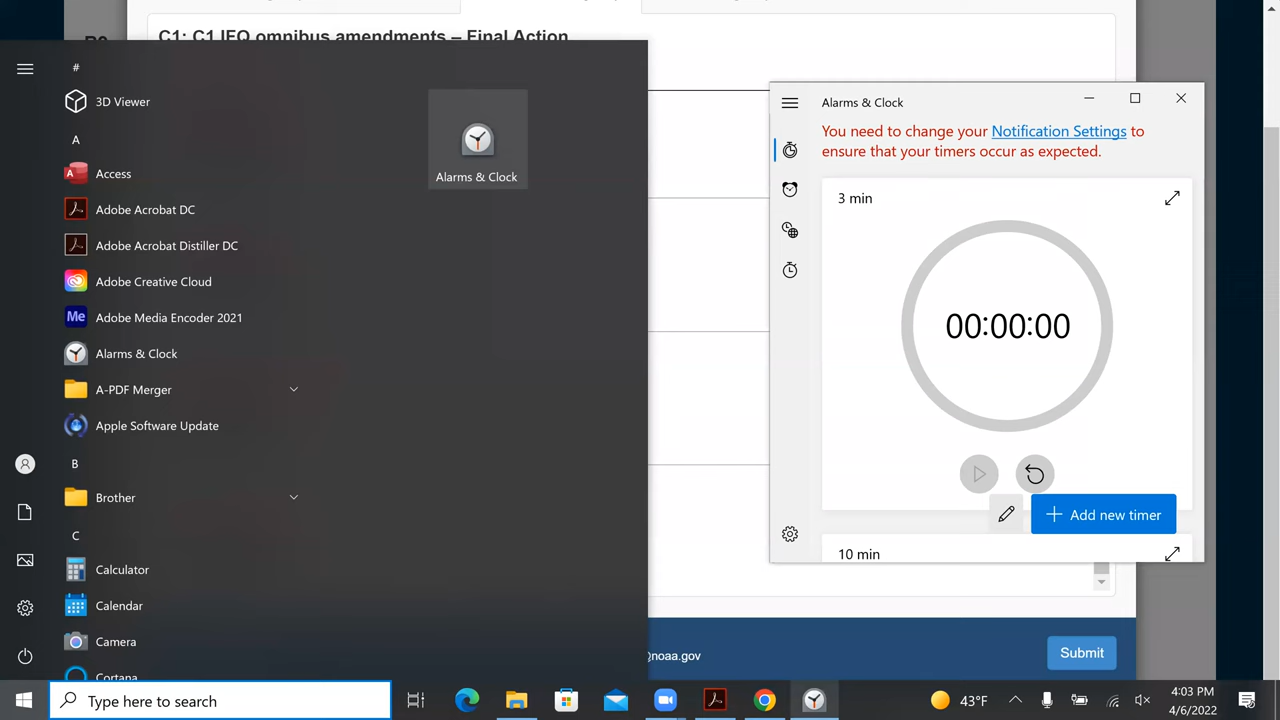 C1: C1 IFQ omnibus amendments – Final Action
#
3D Viewer
A
Access
Adobe Acrobat DC
Adobe Acrobat Distiller DC
Adobe Creative Cloud
Me
Adobe Media Encoder 2021
Alarms & Clock
A-PDF Merger
Apple Software Update
B
Brother
C
Calculator
Calendar
Camera
Cortana
Alarms & Clock
Alarms & Clock
You need to change your Notification Settings to
ensure that your timers occur as expected.
3 min
00:00:00
Add new timer
10 min
@noaa.gov
Submit
Type here to search
43°F
4:03 PM
4/6/2022